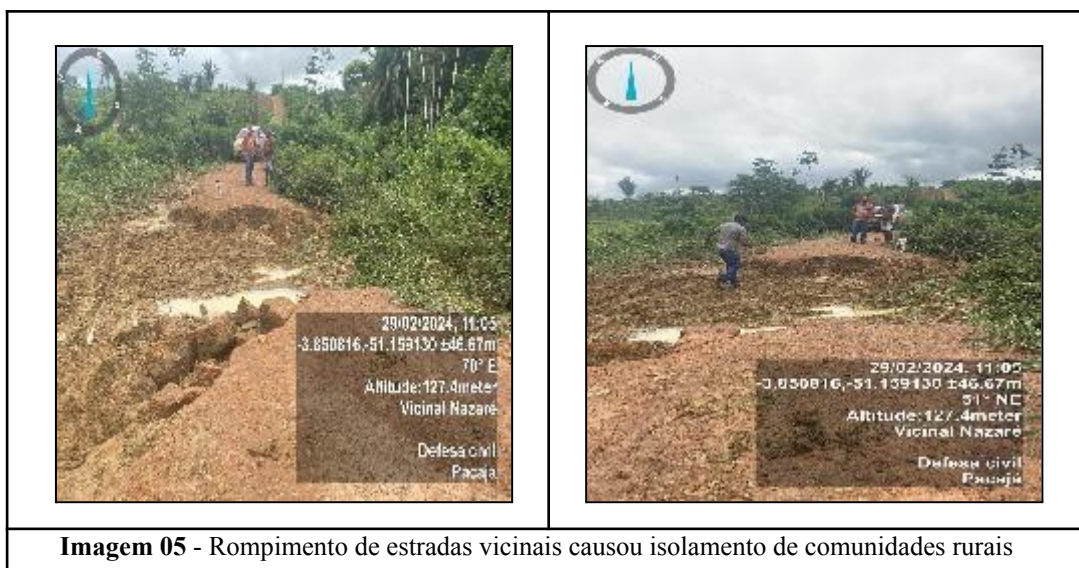 29/02/2024, 11:05
-3,850816,-51,159130 ±46.67m
70° E
Altitude:127.4meter
Vicinal Nazaré
Defesa civil
Pacajá
29/02/2024, 11:05
-3,850816,-51,159130 ±46.67m
51° NE
Altitude:127.4meter
Vicinal Nazaré
Defesa civil
Pacajá
Imagem 05 - Rompimento de estradas vicinais causou isolamento de comunidades rurais